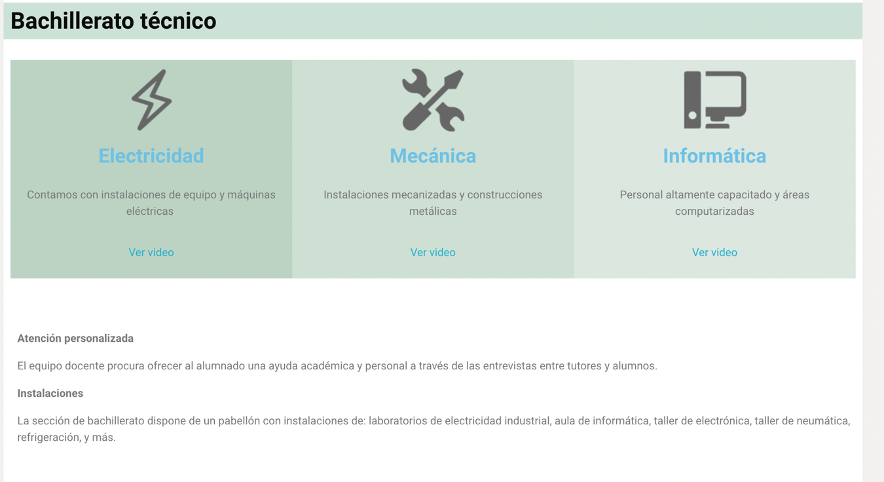 Bachillerato técnico
Electricidad
Contamos con instalaciones de equipo y máquinas
eléctricas
Ver video
Mecánica
Instalaciones mecanizadas y construcciones
metálicas
Ver video
Informática
Personal altamente capacitado y áreas
computarizadas
Ver video
Atención personalizada
El equipo docente procura ofrecer al alumnado una ayuda académica y personal a través de las entrevistas entre tutores y alumnos.
Instalaciones
La sección de bachillerato dispone de un pabellón con instalaciones de: laboratorios de electricidad industrial, aula de informática, taller de electrónica, taller de neumática,
refrigeración, y más.